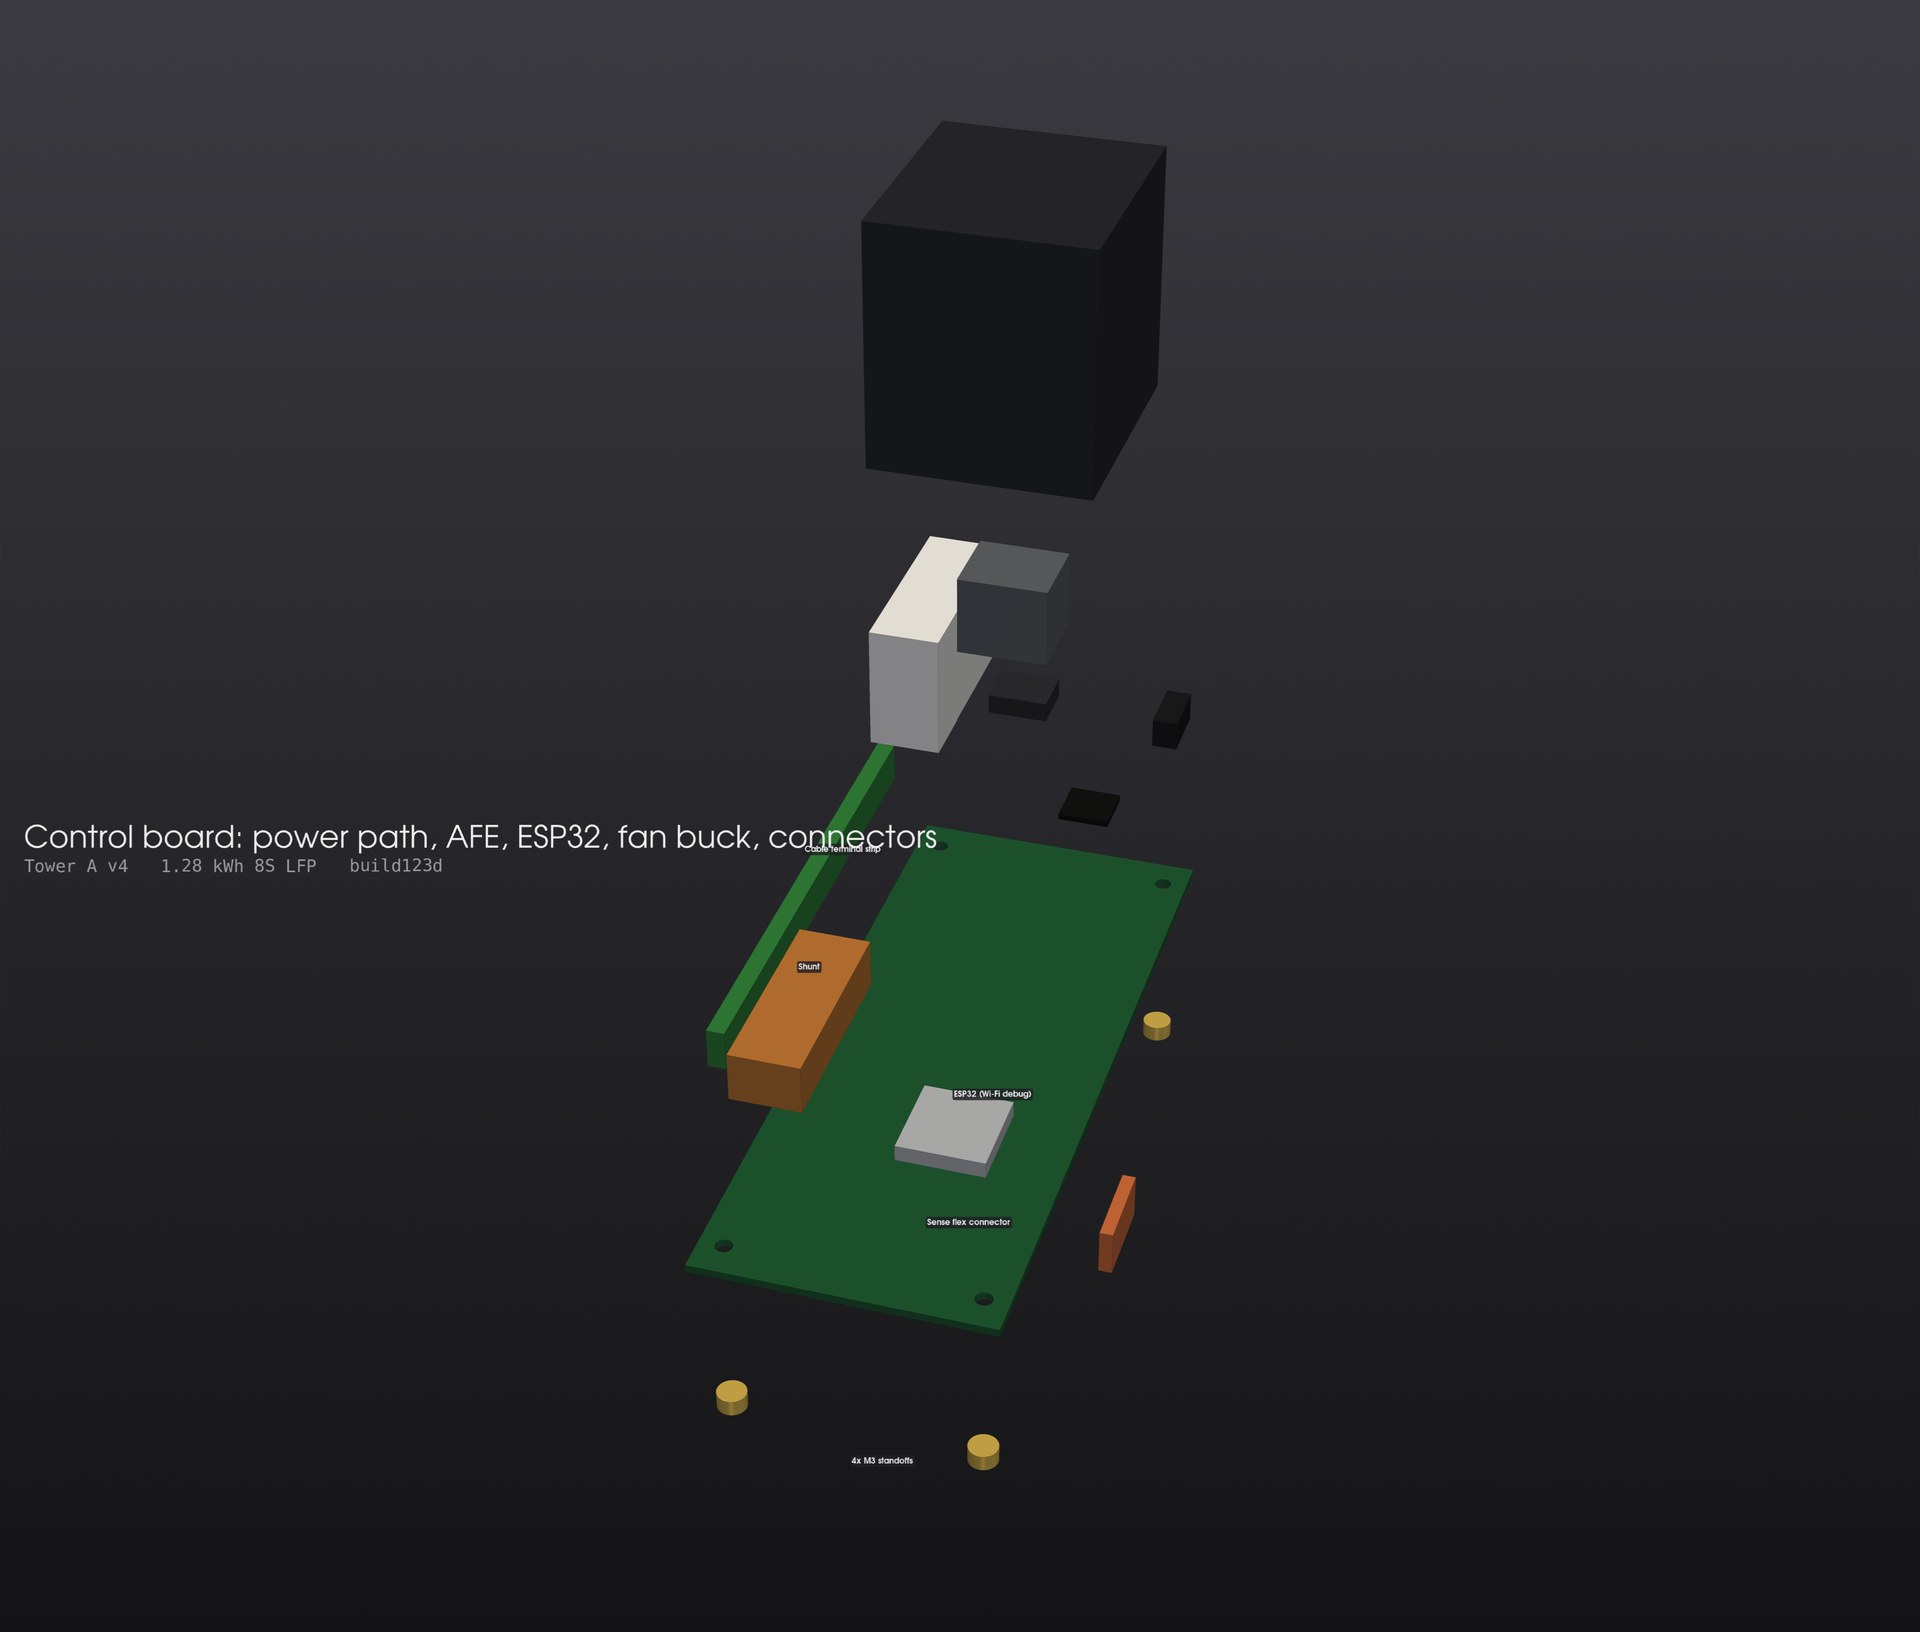 Control board: power path, AFE, ESP32, fan buck, connectors
Cable terminal strip
Tower A v4 1.28 kWh 8S LFP build123d
Shunt
ESP32 (Wi-Fi debug)
Sense flex connector
4x M3 standoffs